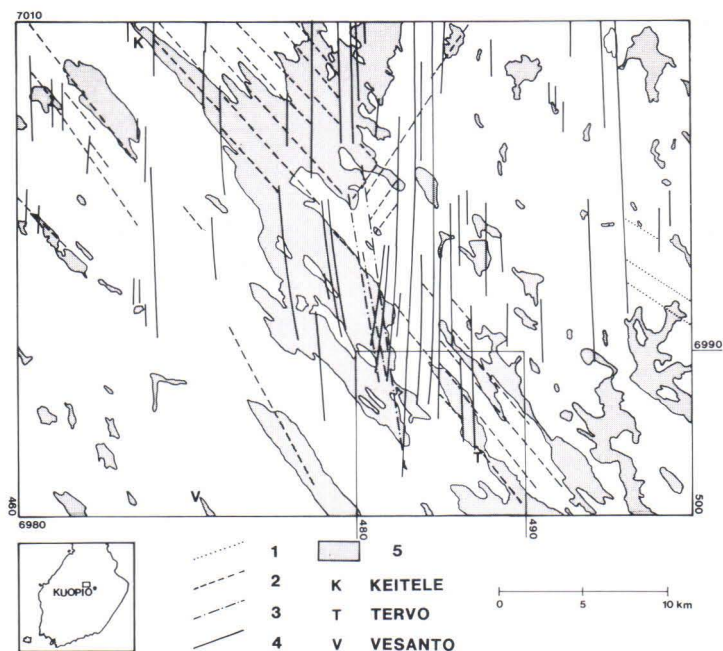 7010
K
6990
T
V
460
6980
480
490
500
KUOPIO
1 5
2 K KEITELE
3 T TERVO
4 V VESANTO
0 5 10 km